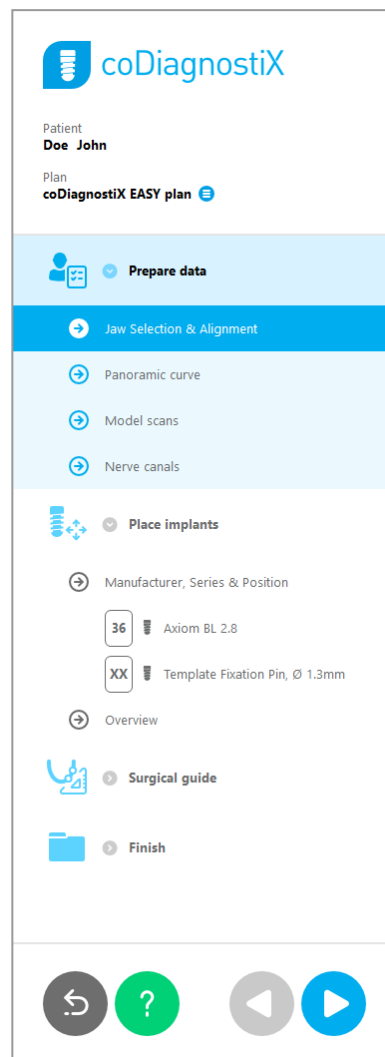 coDiagnostiX
Patient
Doe John
Plan
coDiagnostiX EASY plan
Prepare data
Jaw Selection & Alignment
Panoramic curve
Model scans
Nerve canals
Place implants
Manufacturer, Series & Position
36 Axiom BL 2.8
XX Template Fixation Pin, Ø 1.3mm
Overview
Surgical guide
Finish
?